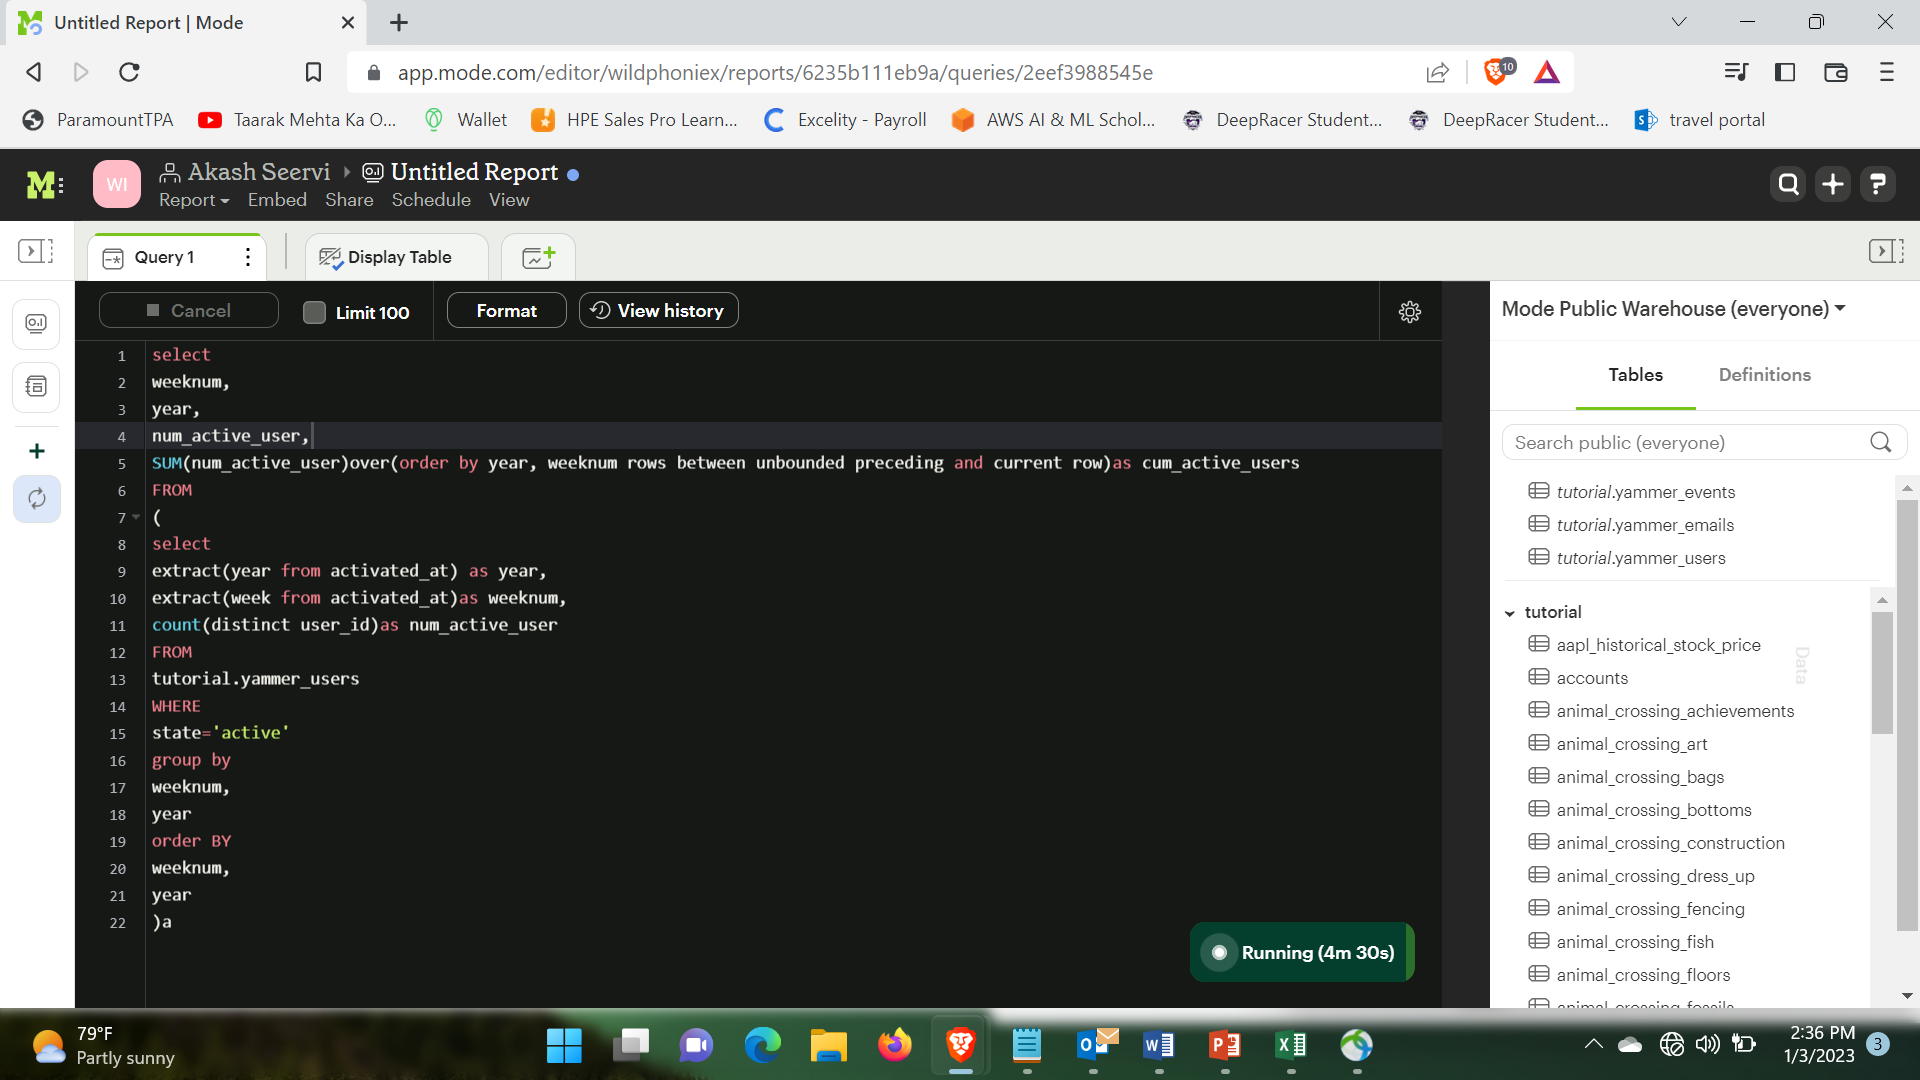 Untitled Report | Mode
app.mode.com/editor/wildphoniex/reports/6235b111eb9a/queries/2eef3988545e
10
ParamountTPA
Taarak Mehta Ka O...
Wallet
HPE Sales Pro Learn...
Excelity - Payroll
AWS AI & ML Schol...
DeepRacer Student...
DeepRacer Student...
travel portal
WI
Akash Seervi
Untitled Report
Report
Embed
Share
Schedule
View
Query 1
Display Table
Cancel
Limit 100
Format
View history
1 select
2 weeknum,
3 year,
4 num_active_user,
5 SUM(num_active_user)over(order by year, weeknum rows between unbounded preceding and current row)as cum_active_users
6 FROM
7 (
8 select
9 extract(year from activated_at) as year,
10 extract(week from activated_at)as weeknum,
11 count(distinct user_id)as num_active_user
12 FROM
13 tutorial.yammer_users
14 WHERE
15 state='active'
16 group by
17 weeknum,
18 year
19 order BY
20 weeknum,
21 year
22 )a
Running (4m 30s)
Mode Public Warehouse (everyone)
Tables
Definitions
Search public (everyone)
tutorial.yammer_events
tutorial.yammer_emails
tutorial.yammer_users
tutorial
aapl_historical_stock_price
accounts
animal_crossing_achievements
animal_crossing_art
animal_crossing_bags
animal_crossing_bottoms
animal_crossing_construction
animal_crossing_dress_up
animal_crossing_fencing
animal_crossing_fish
animal_crossing_floors
animal_crossing_fossils
Data
79°F
Partly sunny
2:36 PM
1/3/2023
3